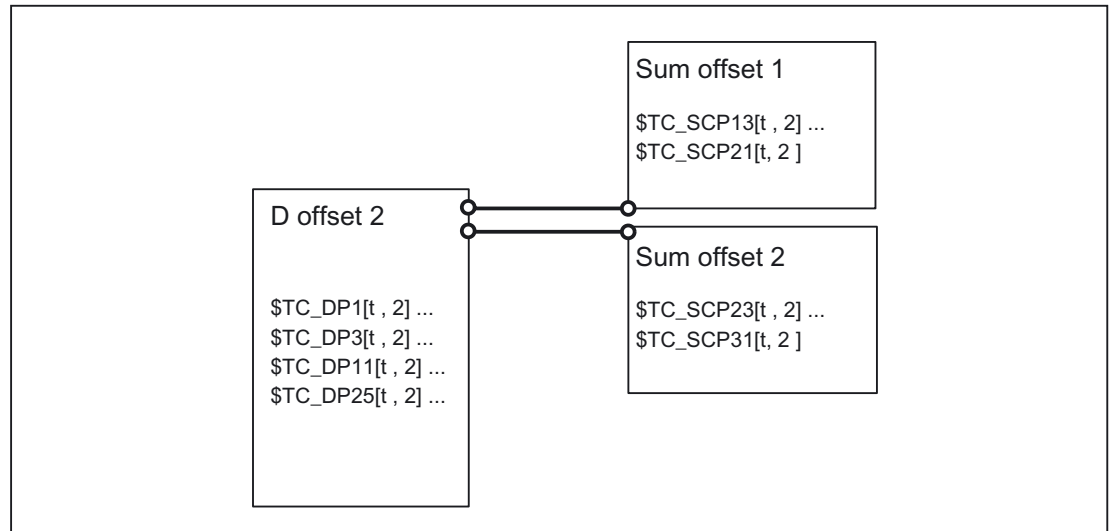 Sum offset 1
$TC_SCP13[t , 2] ...
$TC_SCP21[t, 2 ]
D offset 2
$TC_DP1[t , 2] ...
$TC_DP3[t , 2] ...
$TC_DP11[t , 2] ...
$TC_DP25[t , 2] ...
Sum offset 2
$TC_SCP23[t , 2] ...
$TC_SCP31[t, 2 ]